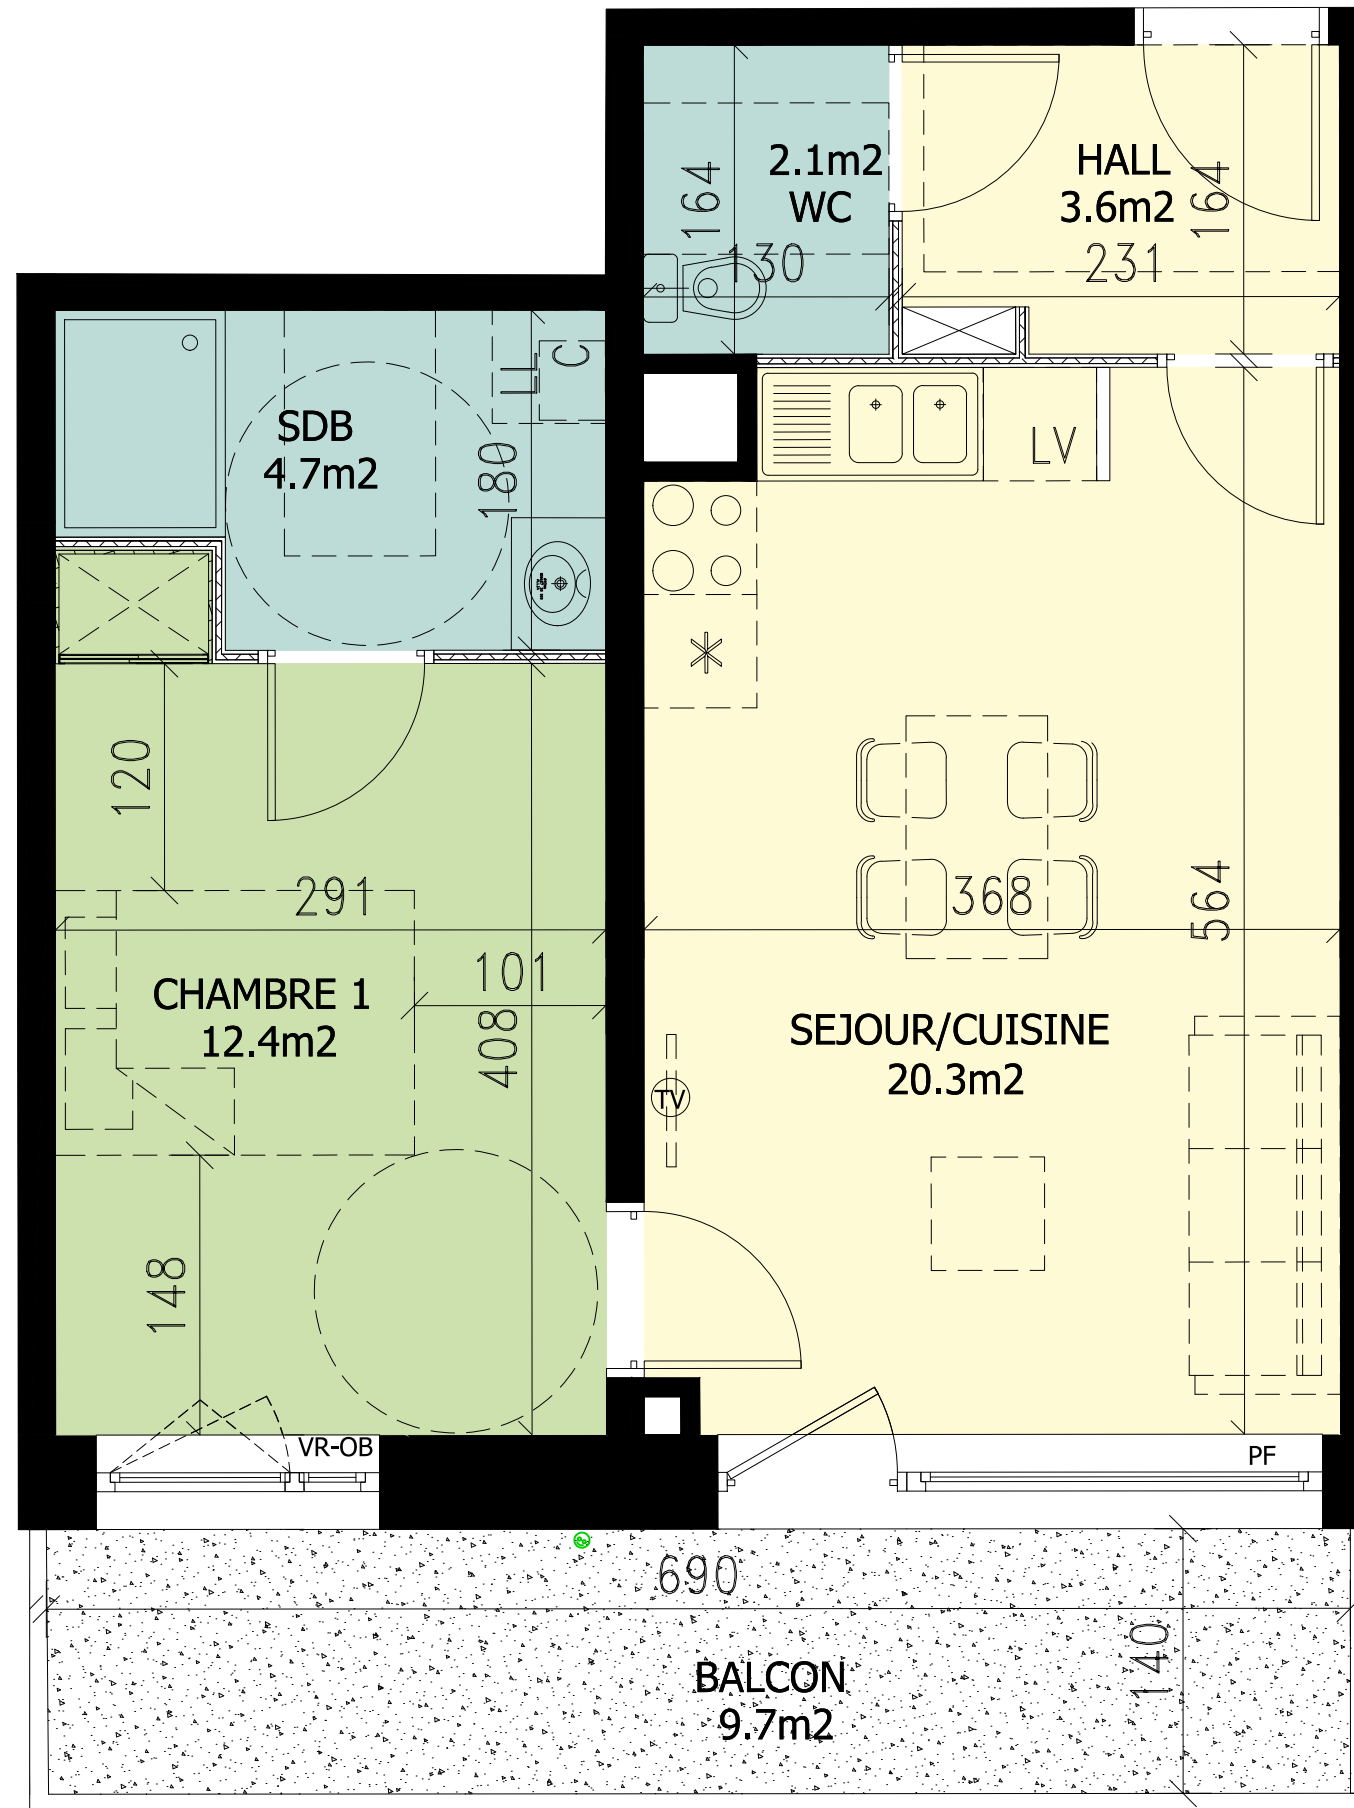 2.1m2
WC
HALL
3.6m2
164
164
130
231
SDB
4.7m2
LL
C
180
LV
120
291
101
408
CHAMBRE 1
12.4m2
148
368
564
SEJOUR/CUISINE
20.3m2
TV
VR-OB
PF
690
140
BALCON
9.7m2